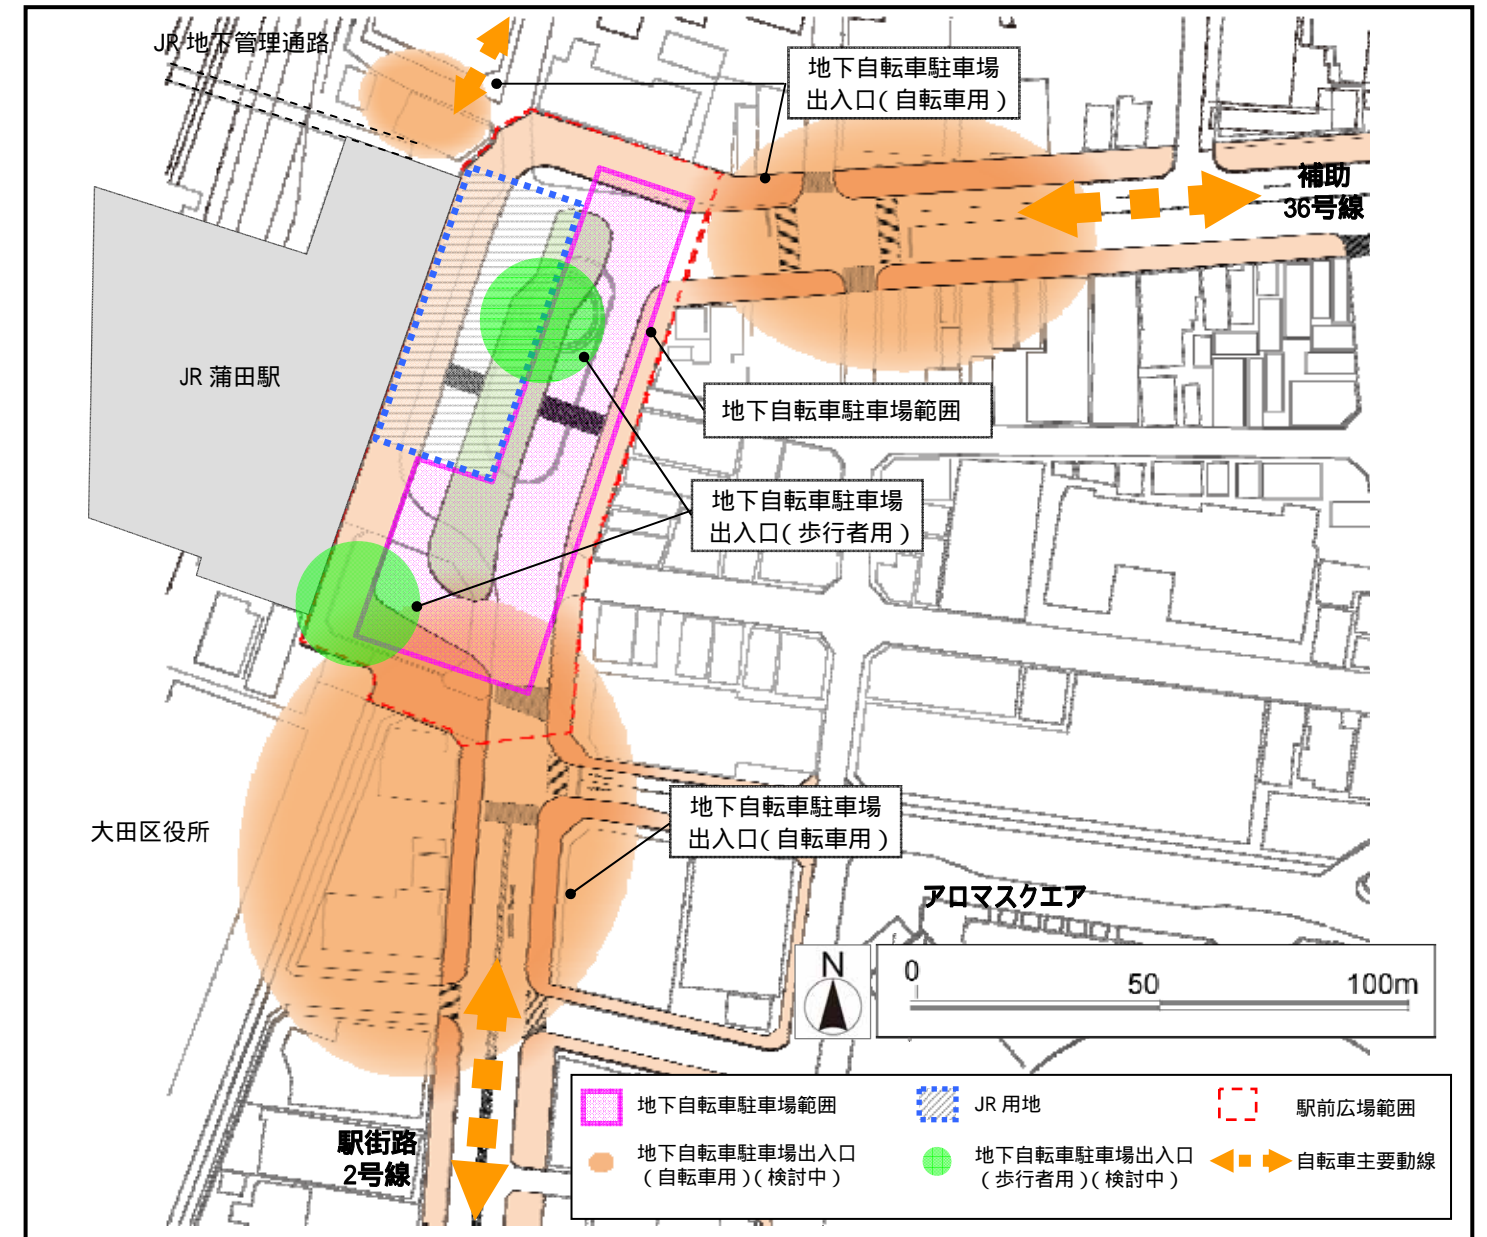 JR 地下管理通路
地下自転車駐車場
出入口(自転車用)
補助
36号線
JR 蒲田駅
地下自転車駐車場範囲
地下自転車駐車場
出入口(歩行者用)
地下自転車駐車場
出入口(自転車用)
大田区役所
アロマスクエア
N
0 50 100m
駅街路
2号線
地下自転車駐車場範囲
JR 用地
駅前広場範囲
地下自転車駐車場出入口
(自転車用)(検討中)
地下自転車駐車場出入口
(歩行者用)(検討中)
自転車主要動線